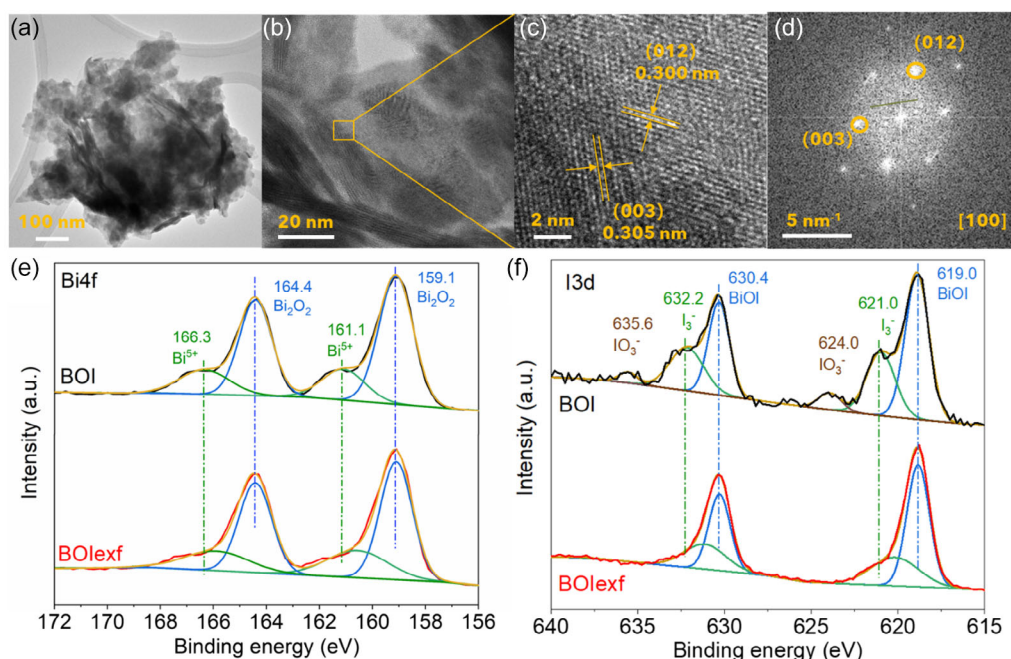 (a)
100 nm
(b)
20 nm
(c)
(012)
0.300 nm
(003)
0.305 nm
2 nm
(d)
(012)
(003)
5 nm⁻¹
[100]
(e)
Bi4f
166.3
Bi⁵⁺
164.4
Bi₂O₂
161.1
Bi⁵⁺
159.1
Bi₂O₂
BOI
BOIexf
Intensity (a.u.)
172 170 168 166 164 162 160 158 156
Binding energy (eV)
(f)
I3d
635.6
IO₃⁻
632.2
I₃⁻
630.4
BiOI
624.0
IO₃⁻
621.0
I₃⁻
619.0
BiOI
BOI
BOIexf
Intensity (a.u.)
640 635 630 625 620 615
Binding energy (eV)